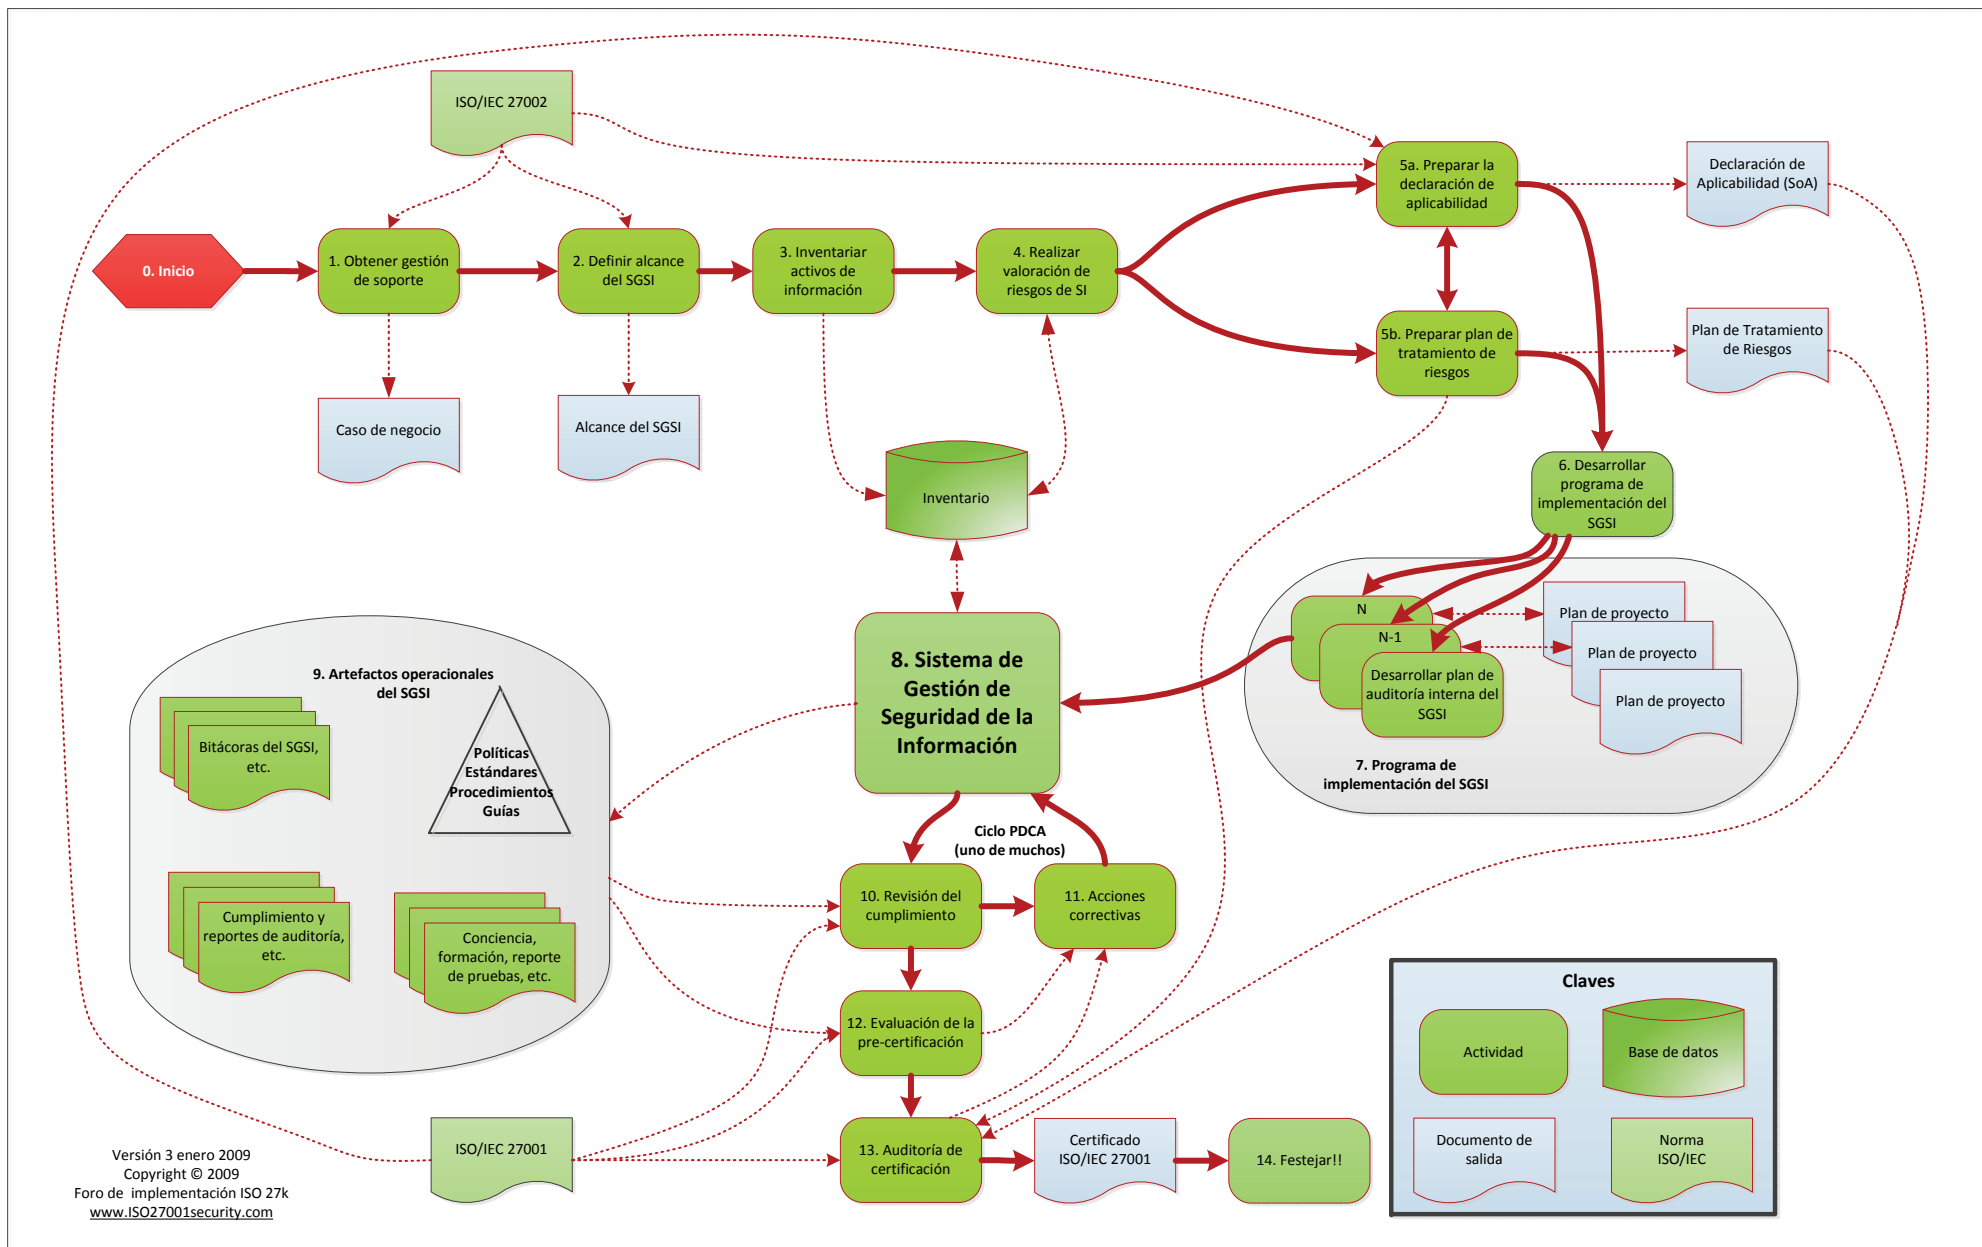 ISO/IEC 27002
0. Inicio
1. Obtener gestión
de soporte
2. Definir alcance
del SGSI
3. Inventariar
activos de
información
4. Realizar
valoración de
riesgos de SI
5a. Preparar la
declaración de
aplicabilidad
Declaración de
Aplicabilidad (SoA)
5b. Preparar plan de
tratamiento de
riesgos
Plan de Tratamiento
de Riesgos
Caso de negocio
Alcance del SGSI
Inventario
6. Desarrollar
programa de
implementación del
SGSI
N
N-1
Desarrollar plan de
auditoría interna del
SGSI
Plan de proyecto
Plan de proyecto
Plan de proyecto
7. Programa de
implementación del SGSI
8. Sistema de
Gestión de
Seguridad de la
Información
9. Artefactos operacionales
del SGSI
Bitácoras del SGSI,
etc.
Políticas
Estándares
Procedimientos
Guías
Cumplimiento y
reportes de auditoría,
etc.
Conciencia,
formación, reporte
de pruebas, etc.
Ciclo PDCA
(uno de muchos)
10. Revisión del
cumplimiento
11. Acciones
correctivas
12. Evaluación de la
pre-certificación
13. Auditoría de
certificación
Certificado
ISO/IEC 27001
14. Festejar!!
ISO/IEC 27001
Claves
Actividad
Base de datos
Documento de
salida
Norma
ISO/IEC
Versión 3 enero 2009
Copyright © 2009
Foro de implementación ISO 27k
www.ISO27001security.com